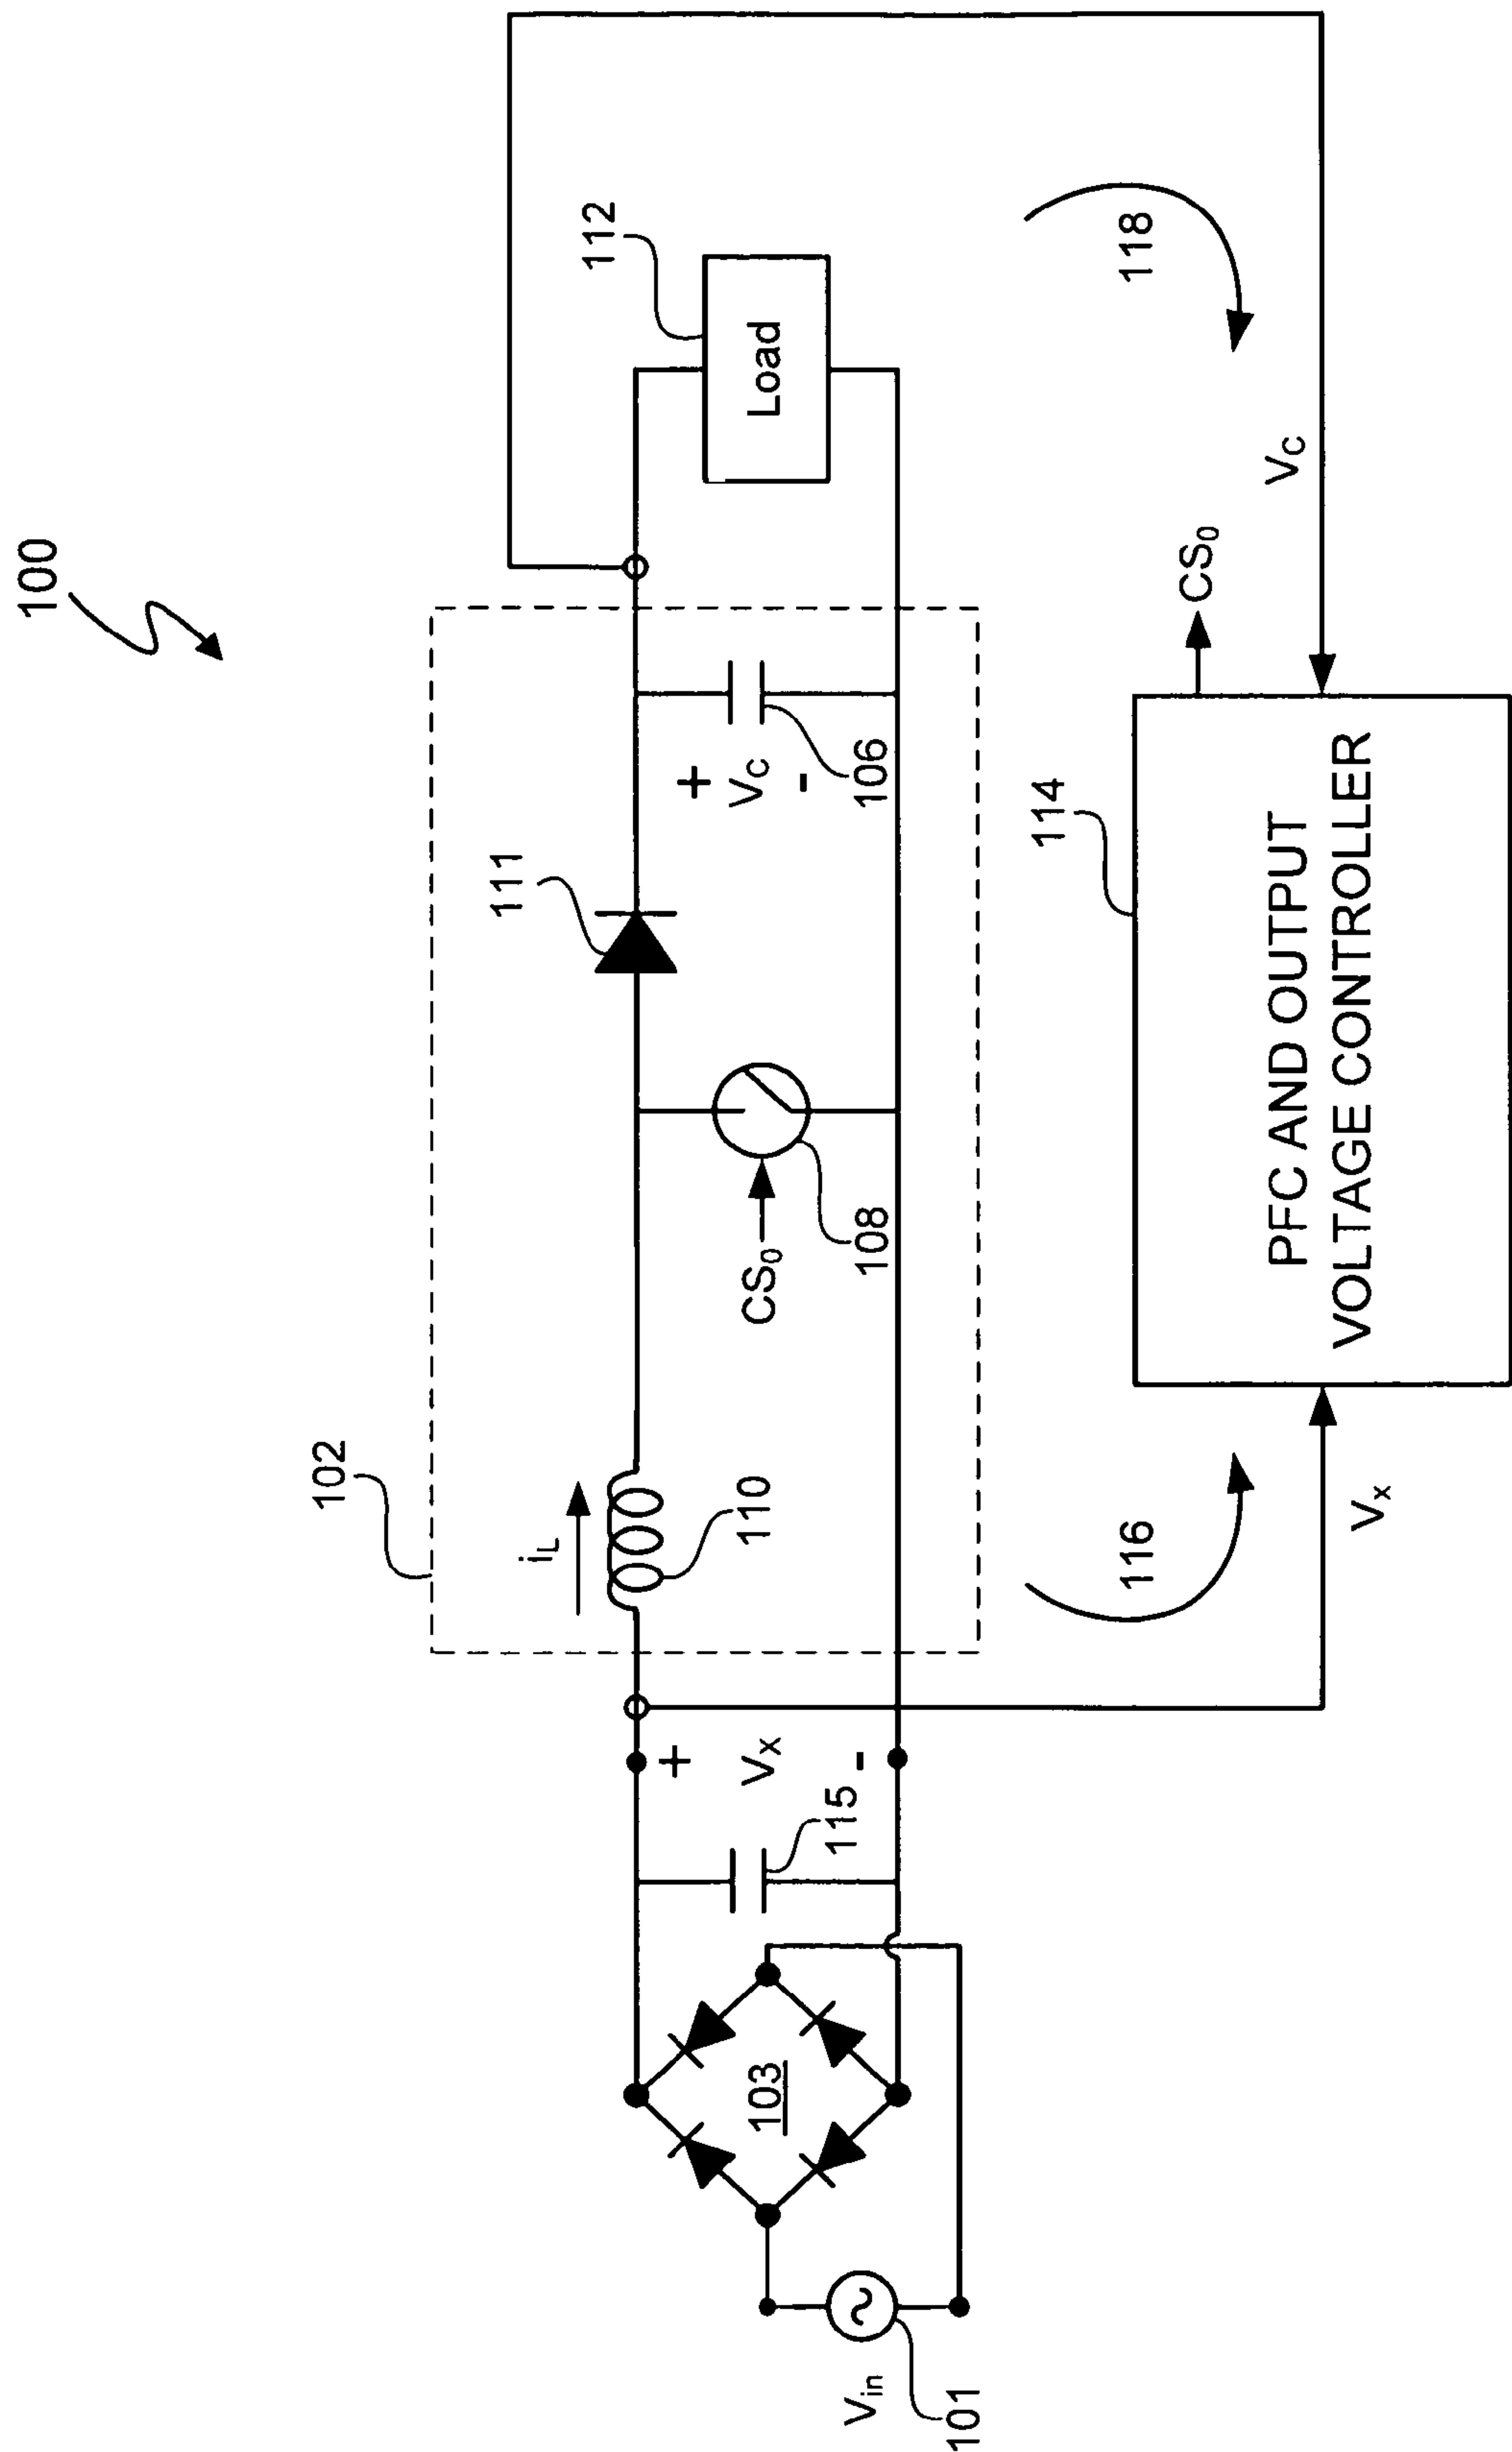 100
102
iL
111
112
Load
+
Vx
-
115
103
Vin
101
110
CS0
108
+
Vc
-
106
116
118
114
PFC AND OUTPUT
VOLTAGE CONTROLLER
CS0
Vx
Vc